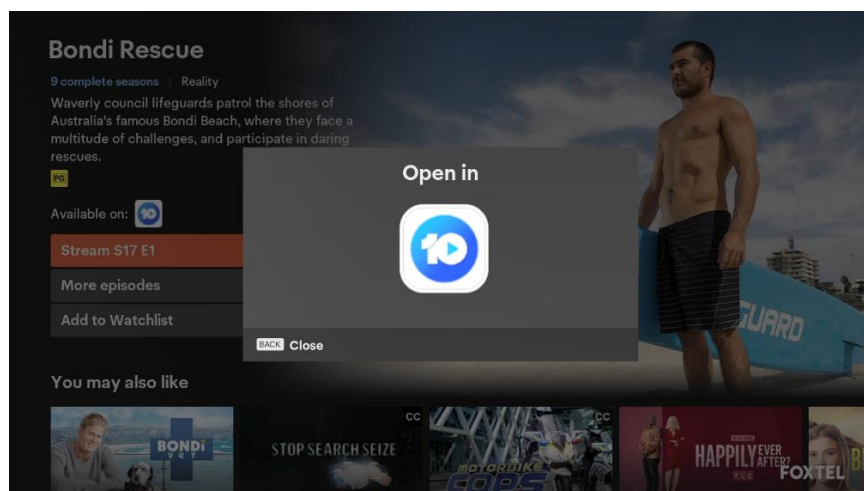 Bondi Rescue
9 complete seasons Reality
Waverly council lifeguards patrol the shores of
Australia's famous Bondi Beach, where they face a
multitude of challenges, and participate in daring
rescues.
PG
Available on: 10
Stream S17 E1
More episodes
Add to Watchlist
Open in
10
BACK Close
GUARD
You may also like
BONDi
vet
CC
STOP SEARCH SEIZE
CC
MOTORBIKE
COPS
HAPPILY EVER
AFTER?
TLC
FOXTEL
B